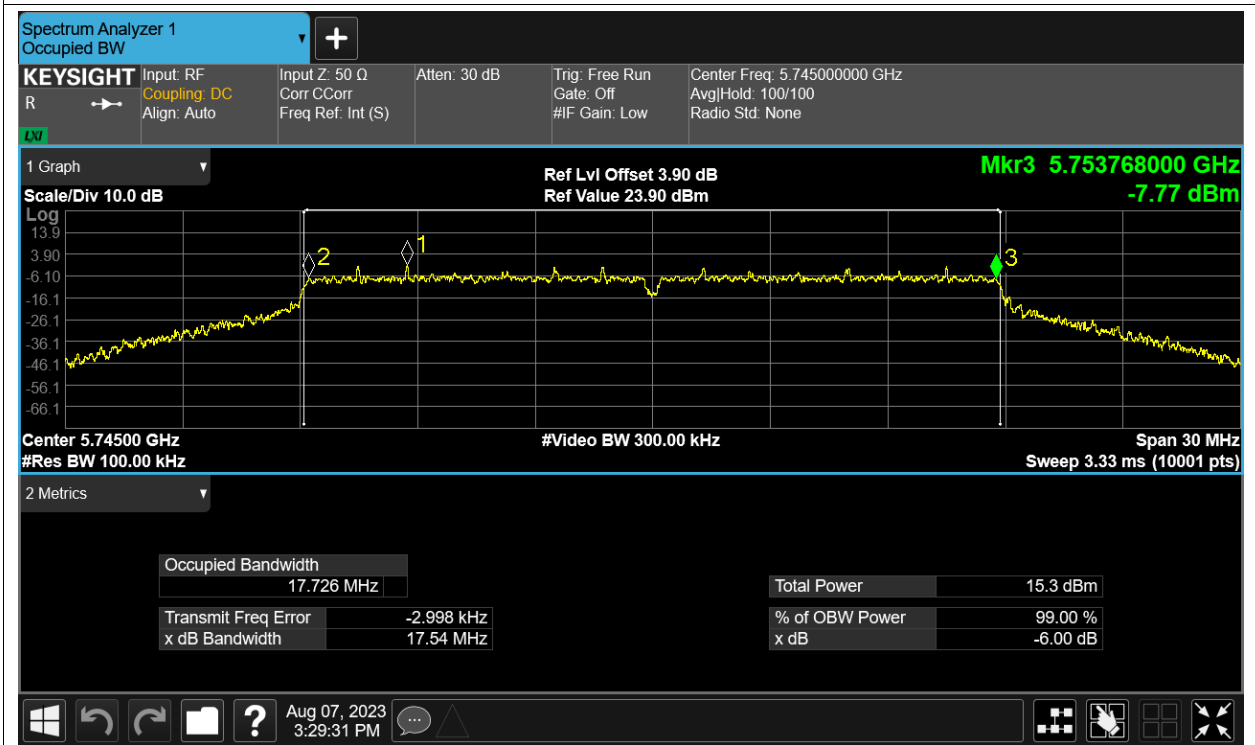 Spectrum Analyzer 1
Occupied BW
KEYSIGHT
R
LXI
Input: RF
Coupling: DC
Align: Auto
Input Z: 50 Ω
Corr CCorr
Freq Ref: Int (S)
Atten: 30 dB
Trig: Free Run
Gate: Off
#IF Gain: Low
Center Freq: 5.745000000 GHz
Avg|Hold: 100/100
Radio Std: None
1 Graph
Scale/Div 10.0 dB
Ref Lvl Offset 3.90 dB
Ref Value 23.90 dBm
Mkr3 5.753768000 GHz
-7.77 dBm
Log
13.9
3.90
-6.10
-16.1
-26.1
-36.1
-46.1
-56.1
-66.1
2
1
3
Center 5.74500 GHz
#Video BW 300.00 kHz
Span 30 MHz
#Res BW 100.00 kHz
Sweep 3.33 ms (10001 pts)
2 Metrics
Occupied Bandwidth
17.726 MHz
Total Power 15.3 dBm
Transmit Freq Error -2.998 kHz
% of OBW Power 99.00 %
x dB Bandwidth 17.54 MHz
x dB -6.00 dB
?
Aug 07, 2023
3:29:31 PM